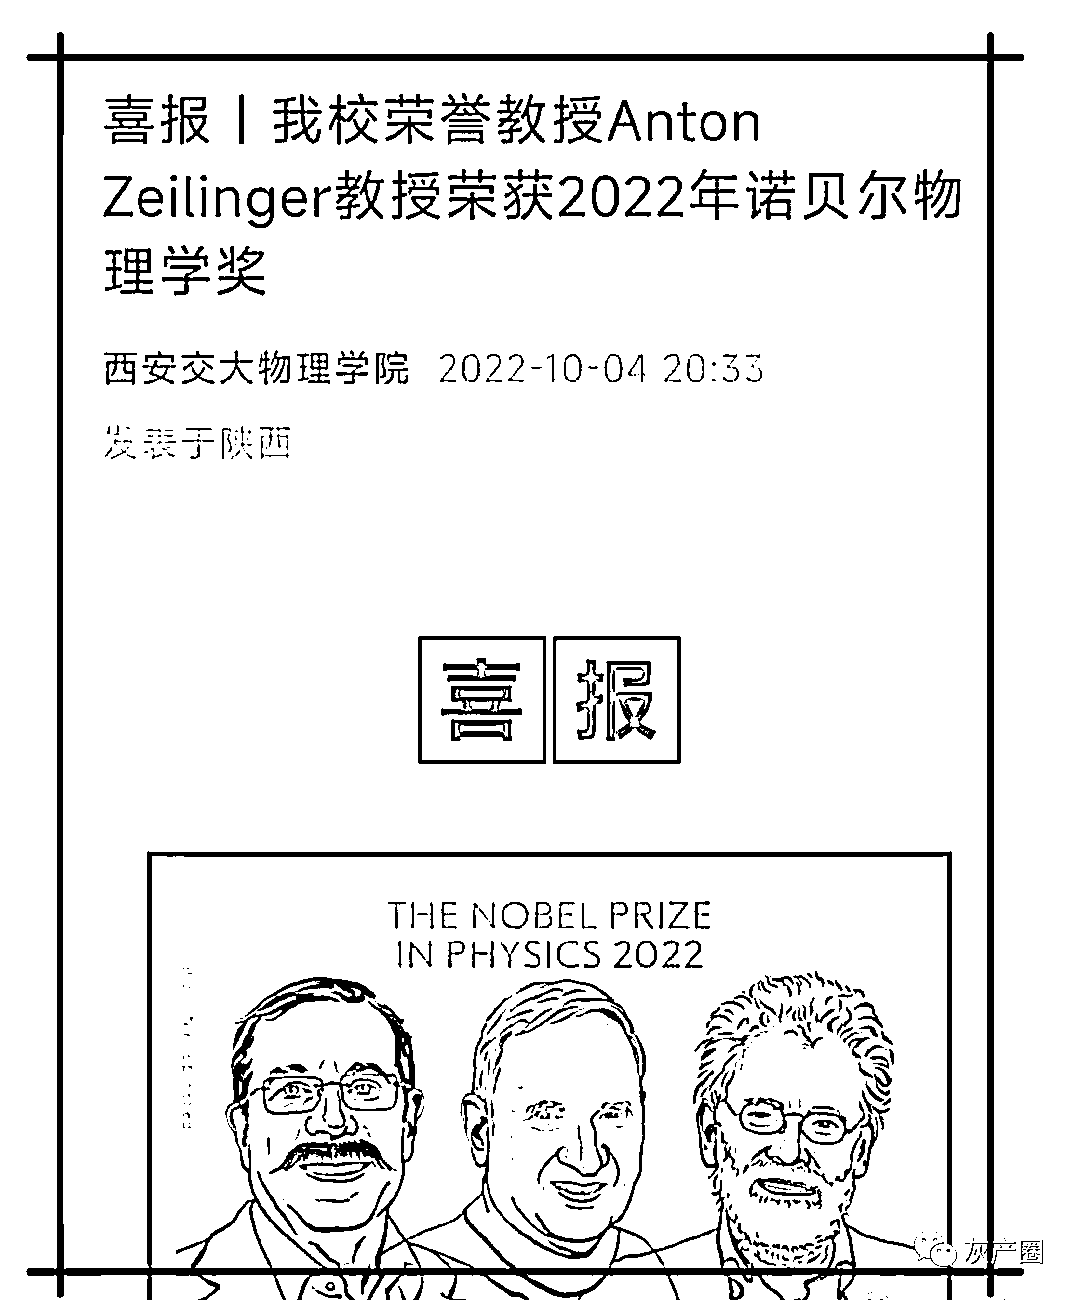 喜报丨我校荣誉教授Anton
Zeilinger教授荣获2022年诺贝尔物
理学奖
西安交大物理学院 2022-10-04 20:33
发表于陕西
喜报
THE NOBEL PRIZE
IN PHYSICS 2022
灰产圈